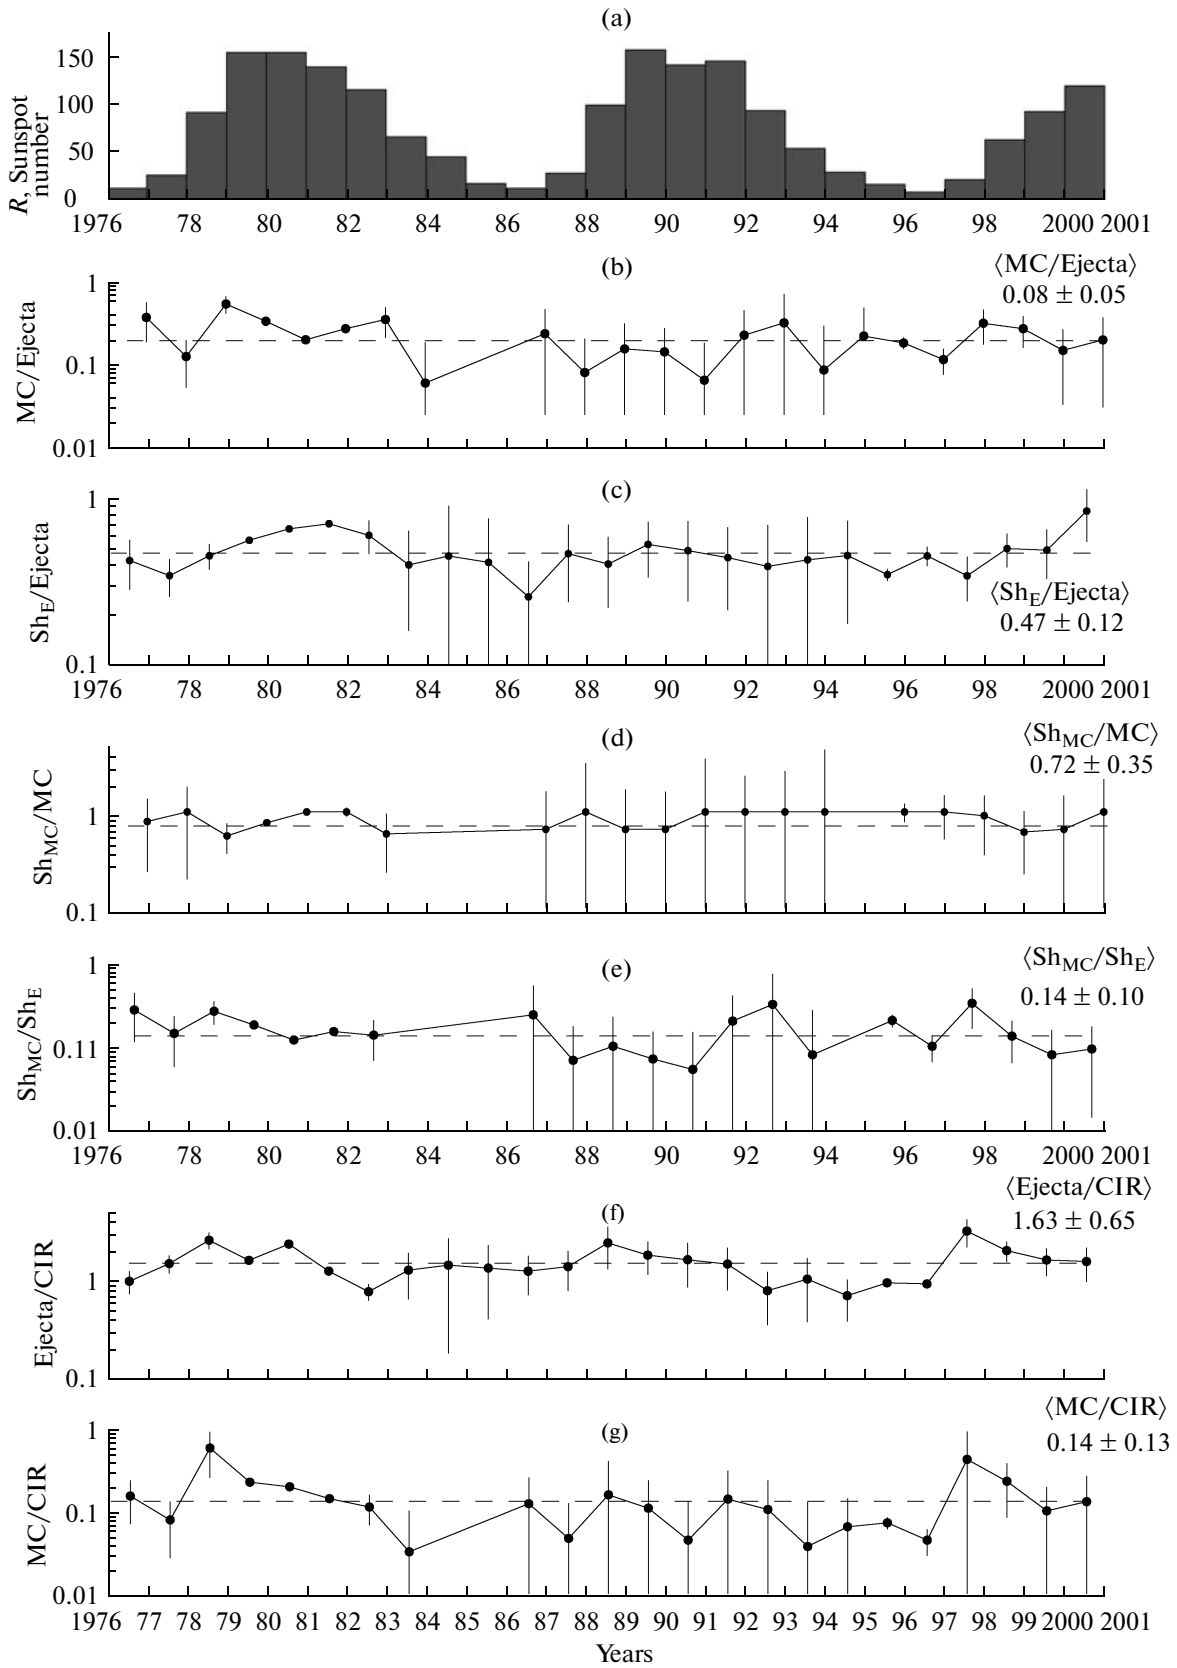 (a)
R, Sunspot
number
150
100
50
0
1976 78 80 82 84 86 88 90 92 94 96 98 2000 2001
(b)
⟨MC/Ejecta⟩
0.08 ± 0.05
MC/Ejecta
1
0.1
0.01
(c)
Sh_E/Ejecta
1
0.1
⟨Sh_E/Ejecta⟩
0.47 ± 0.12
1976 78 80 82 84 86 88 90 92 94 96 98 2000 2001
(d)
⟨Sh_MC/MC⟩
0.72 ± 0.35
Sh_MC/MC
1
0.1
(e)
⟨Sh_MC/Sh_E⟩
0.14 ± 0.10
Sh_MC/Sh_E
1
0.11
0.01
1976 78 80 82 84 86 88 90 92 94 96 98 2000 2001
(f)
⟨Ejecta/CIR⟩
1.63 ± 0.65
Ejecta/CIR
1
0.1
(g)
⟨MC/CIR⟩
0.14 ± 0.13
MC/CIR
1
0.1
0.01
1976 77 78 79 80 82 83 84 85 86 87 88 89 90 91 92 93 94 95 96 97 98 99 2000 2001
Years